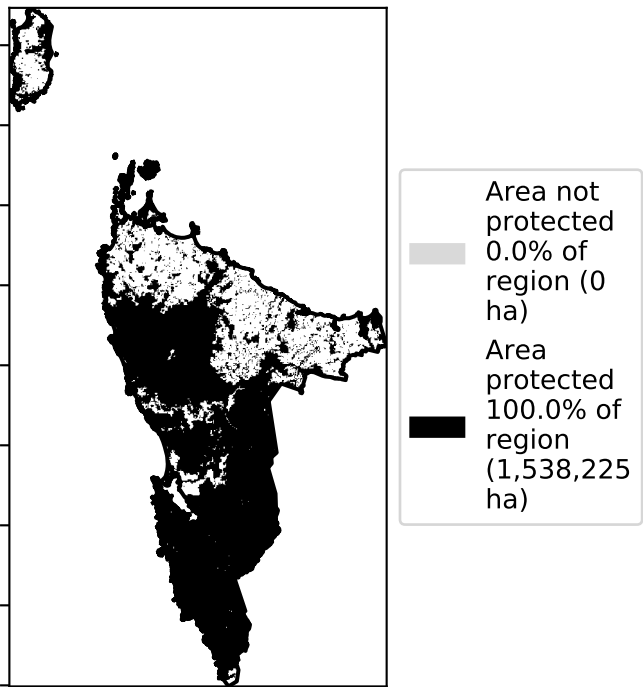 Area not
protected
0.0% of
region (0
ha)
Area
protected
100.0% of
region
(1,538,225
ha)